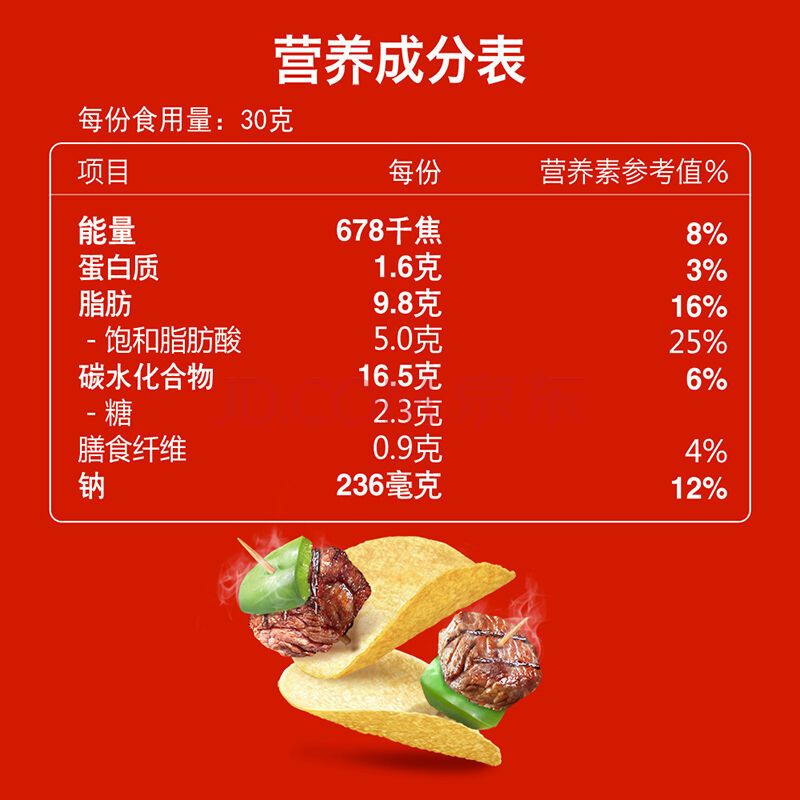 营养成分表
每份食用量：30克
项目 每份 营养素参考值%
能量 678千焦 8%
蛋白质 1.6克 3%
脂肪 9.8克 16%
- 饱和脂肪酸 5.0克 25%
碳水化合物 16.5克 6%
- 糖 2.3克
膳食纤维 0.9克 4%
钠 236毫克 12%